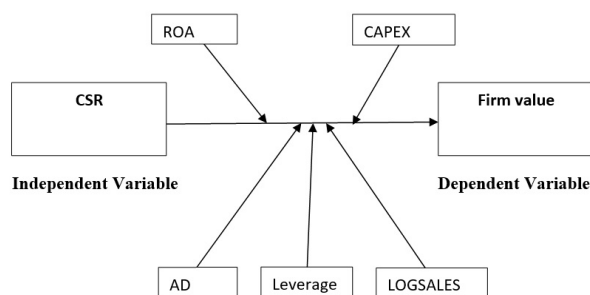 ROA
CAPEX
CSR
Firm value
Independent Variable
Dependent Variable
AD
Leverage
LOGSALES